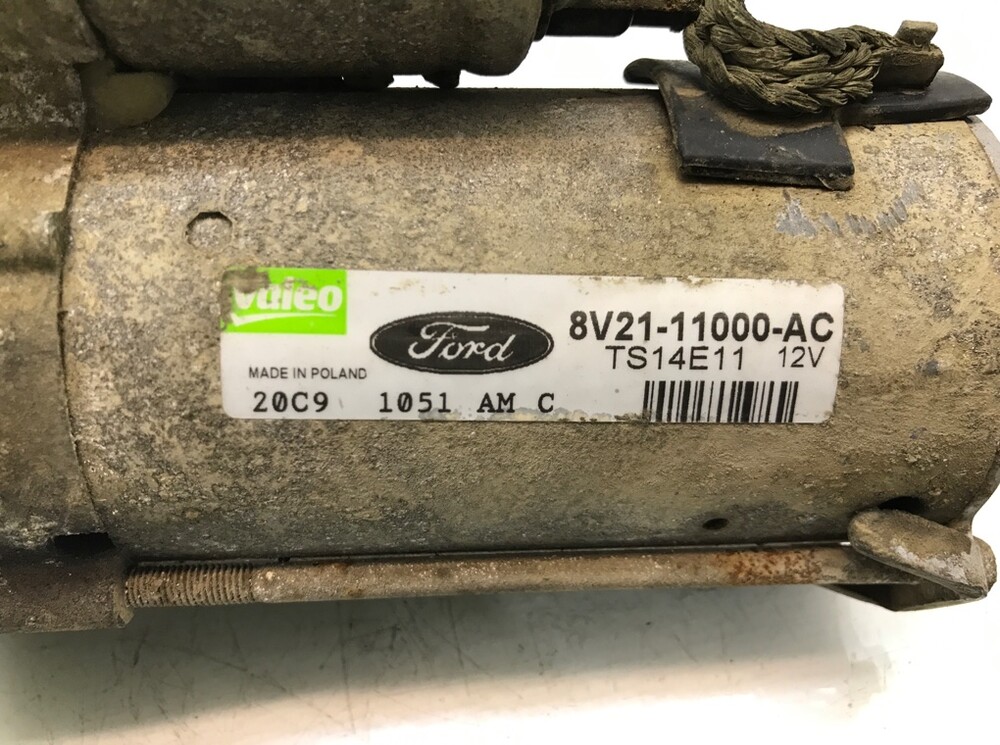 Valeo
Ford
8V21-11000-AC
TS14E11 12V
MADE IN POLAND
20C9 1051 AM C